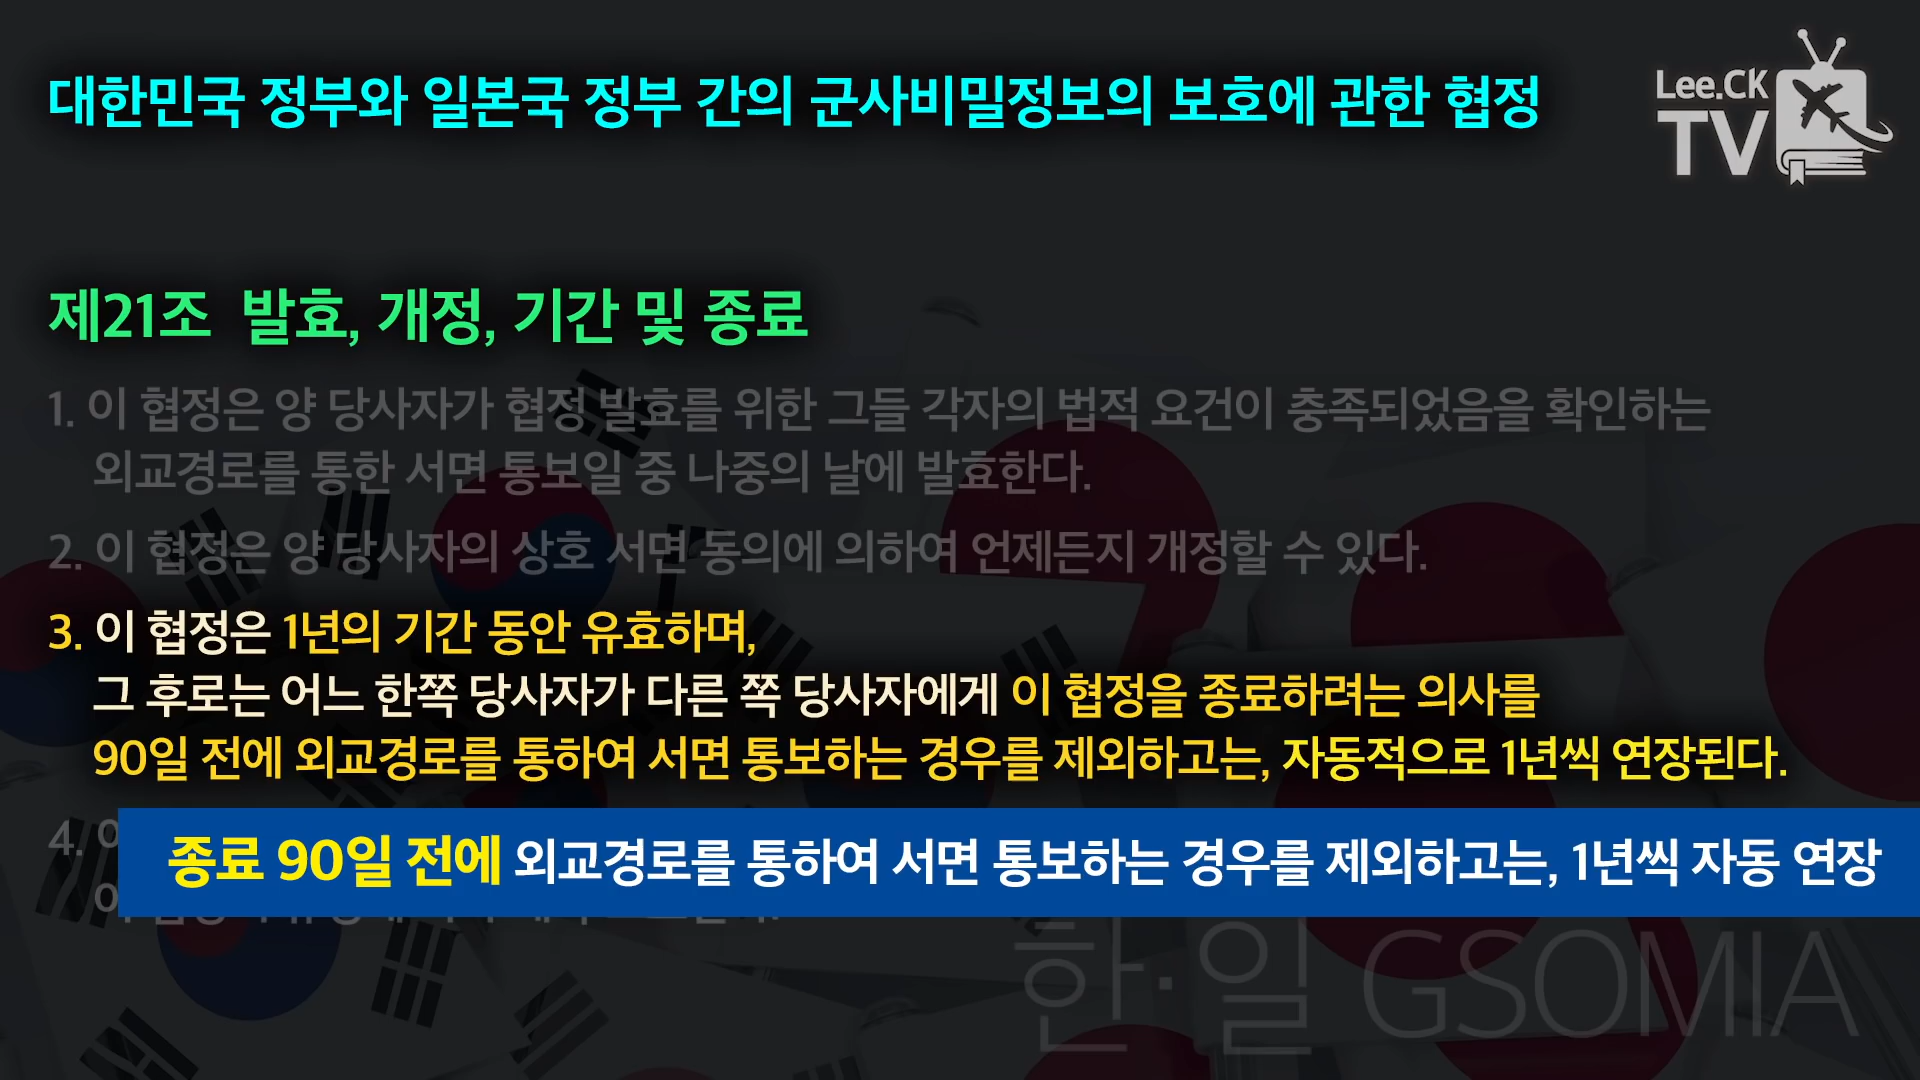 대한민국 정부와 일본국 정부 간의 군사비밀정보의 보호에 관한 협정
Lee.CK
TV
제21조 발효, 개정, 기간 및 종료
1. 이 협정은 양 당사자가 협정 발효를 위한 그들 각자의 법적 요건이 충족되었음을 확인하는
외교경로를 통한 서면 통보일 중 나중의 날에 발효한다.
2. 이 협정은 양 당사자의 상호 서면 동의에 의하여 언제든지 개정할 수 있다.
3. 이 협정은 1년의 기간 동안 유효하며,
그 후로는 어느 한쪽 당사자가 다른 쪽 당사자에게 이 협정을 종료하려는 의사를
90일 전에 외교경로를 통하여 서면 통보하는 경우를 제외하고는, 자동적으로 1년씩 연장된다.
4.
종료 90일 전에 외교경로를 통하여 서면 통보하는 경우를 제외하고는, 1년씩 자동 연장
한·일 GSOMIA